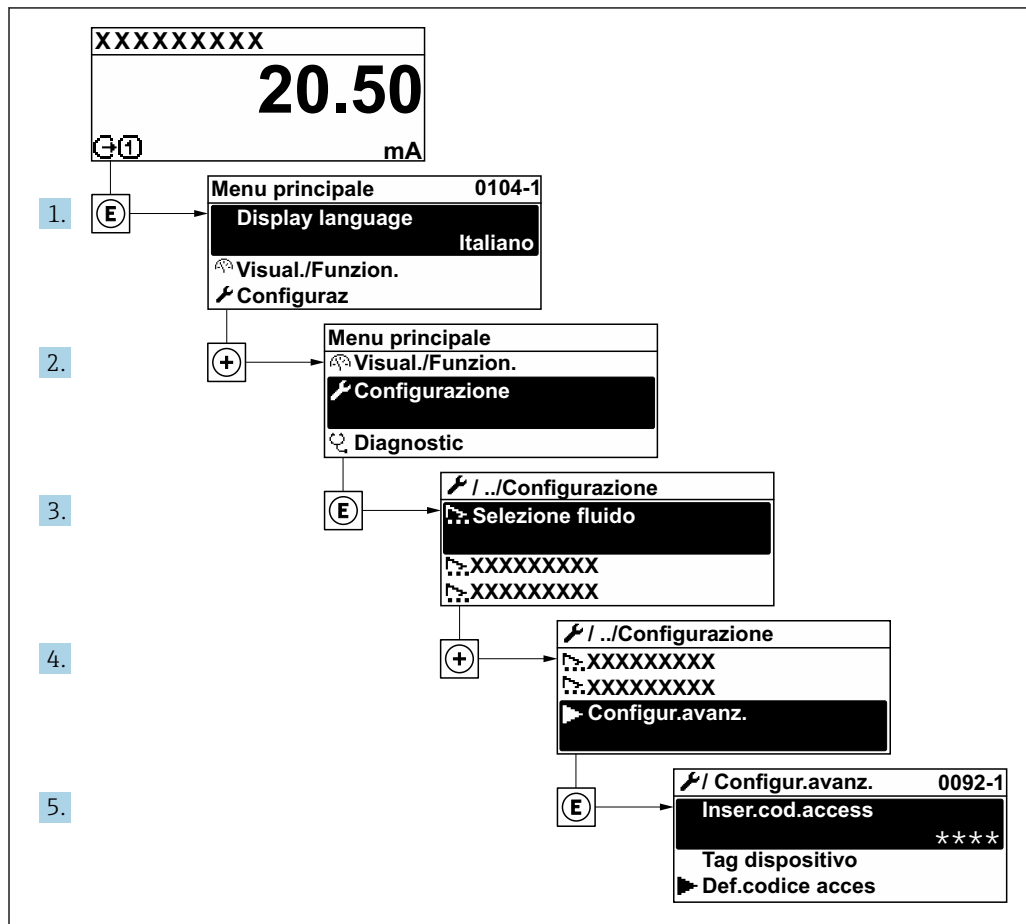 XXXXXXXXX
20.50
1 mA
1. E
Menu principale 0104-1
Display language
Italiano
Visual./Funzion.
Configuraz
2. +
Menu principale
Visual./Funzion.
Configurazione
Diagnostic
3. E
/ ../Configurazione
Selezione fluido
XXXXXXXXX
XXXXXXXXX
4. +
/ ../Configurazione
XXXXXXXXX
XXXXXXXXX
Configur.avanz.
5. E
/ Configur.avanz. 0092-1
Inser.cod.access
****
Tag dispositivo
Def.codice acces